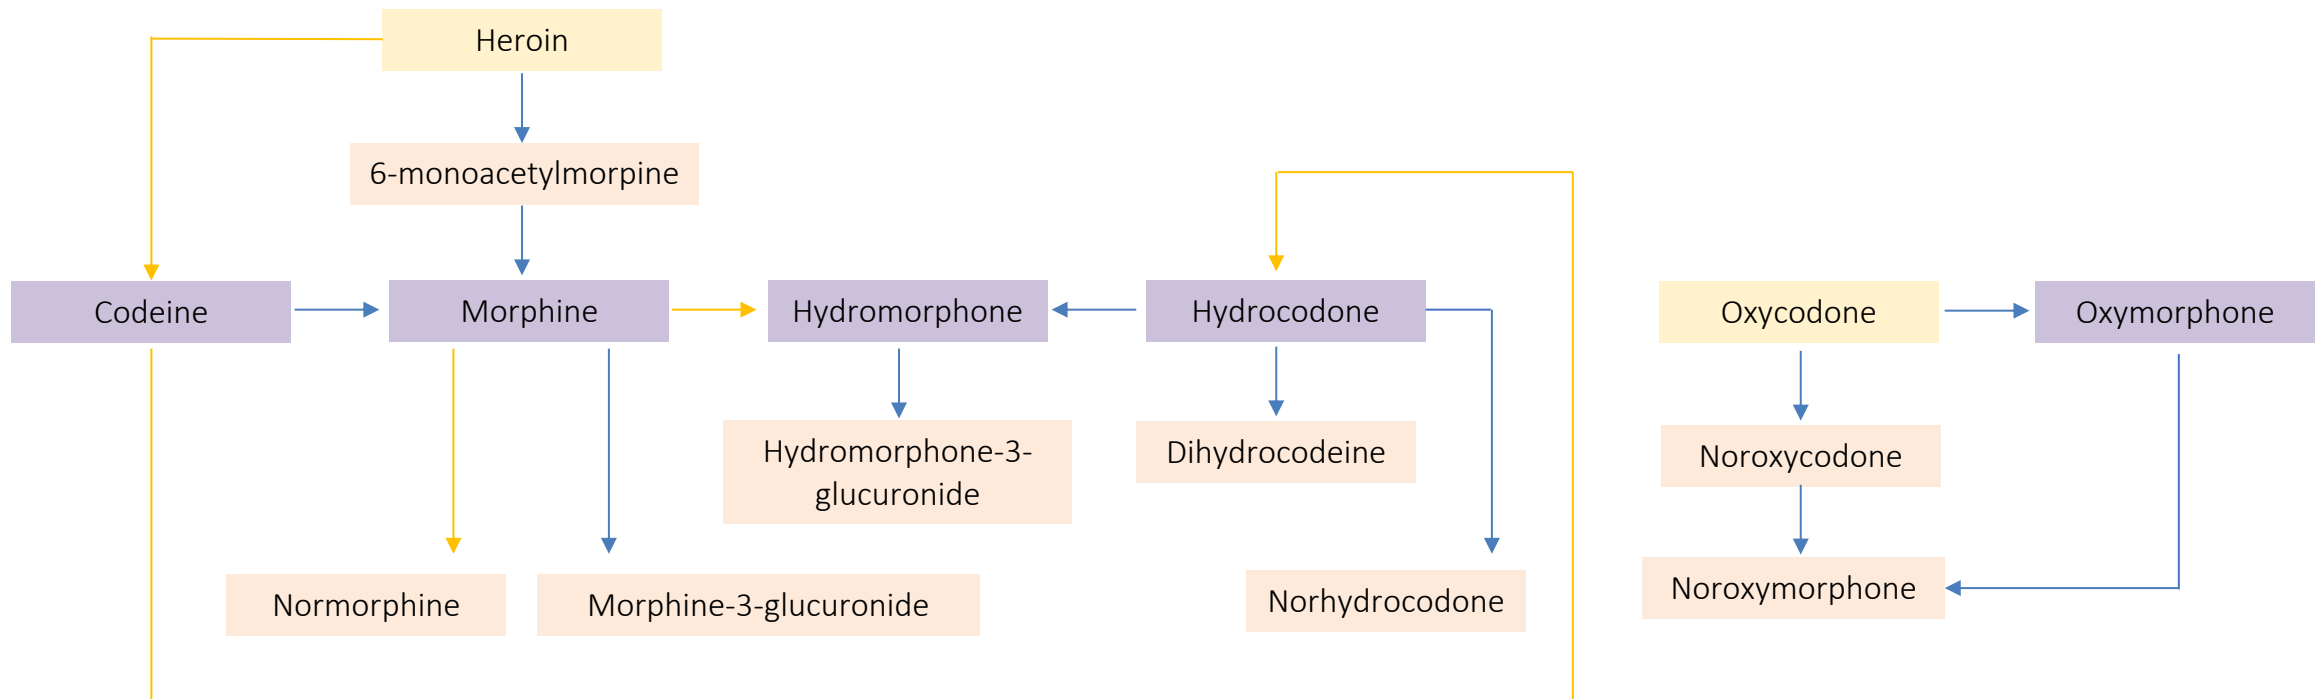 Heroin
6-monoacetylmorpine
Codeine
Morphine
Hydromorphone
Hydrocodone
Oxycodone
Oxymorphone
Hydromorphone-3-
glucuronide
Dihydrocodeine
Noroxycodone
Normorphine
Morphine-3-glucuronide
Norhydrocodone
Noroxymorphone